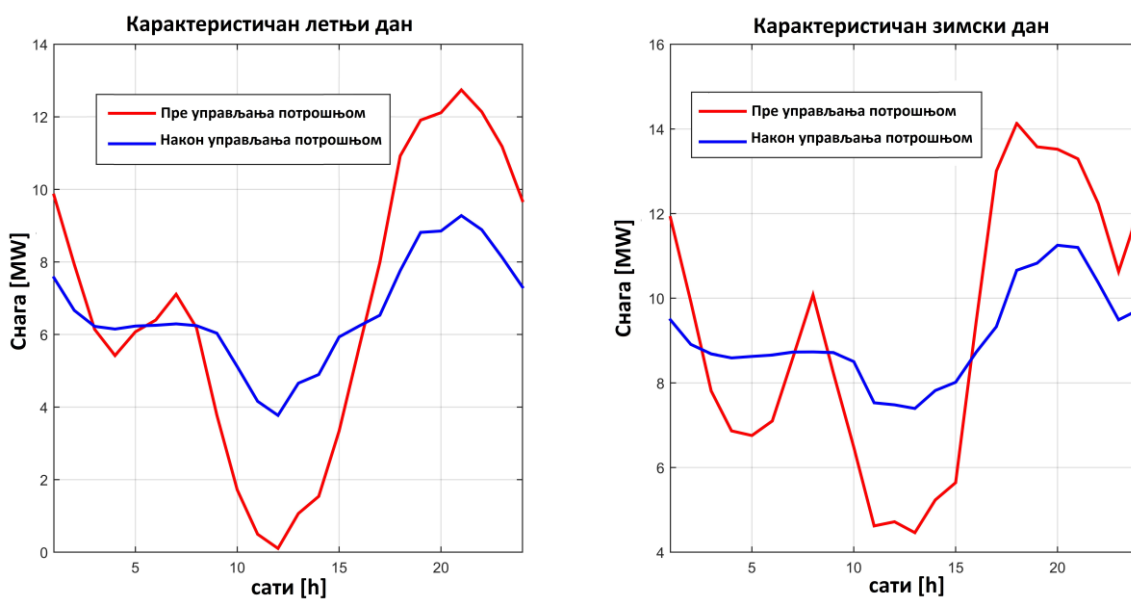 Карактеристичан летњи дан
Пре управљања потрошњом
Након управљања потрошњом
Снага [MW]
14
12
10
8
6
4
2
0
5
10
15
20
сати [h]
Карактеристичан зимски дан
Пре управљања потрошњом
Након управљања потрошњом
Снага [MW]
16
14
12
10
8
6
4
5
10
15
20
сати [h]